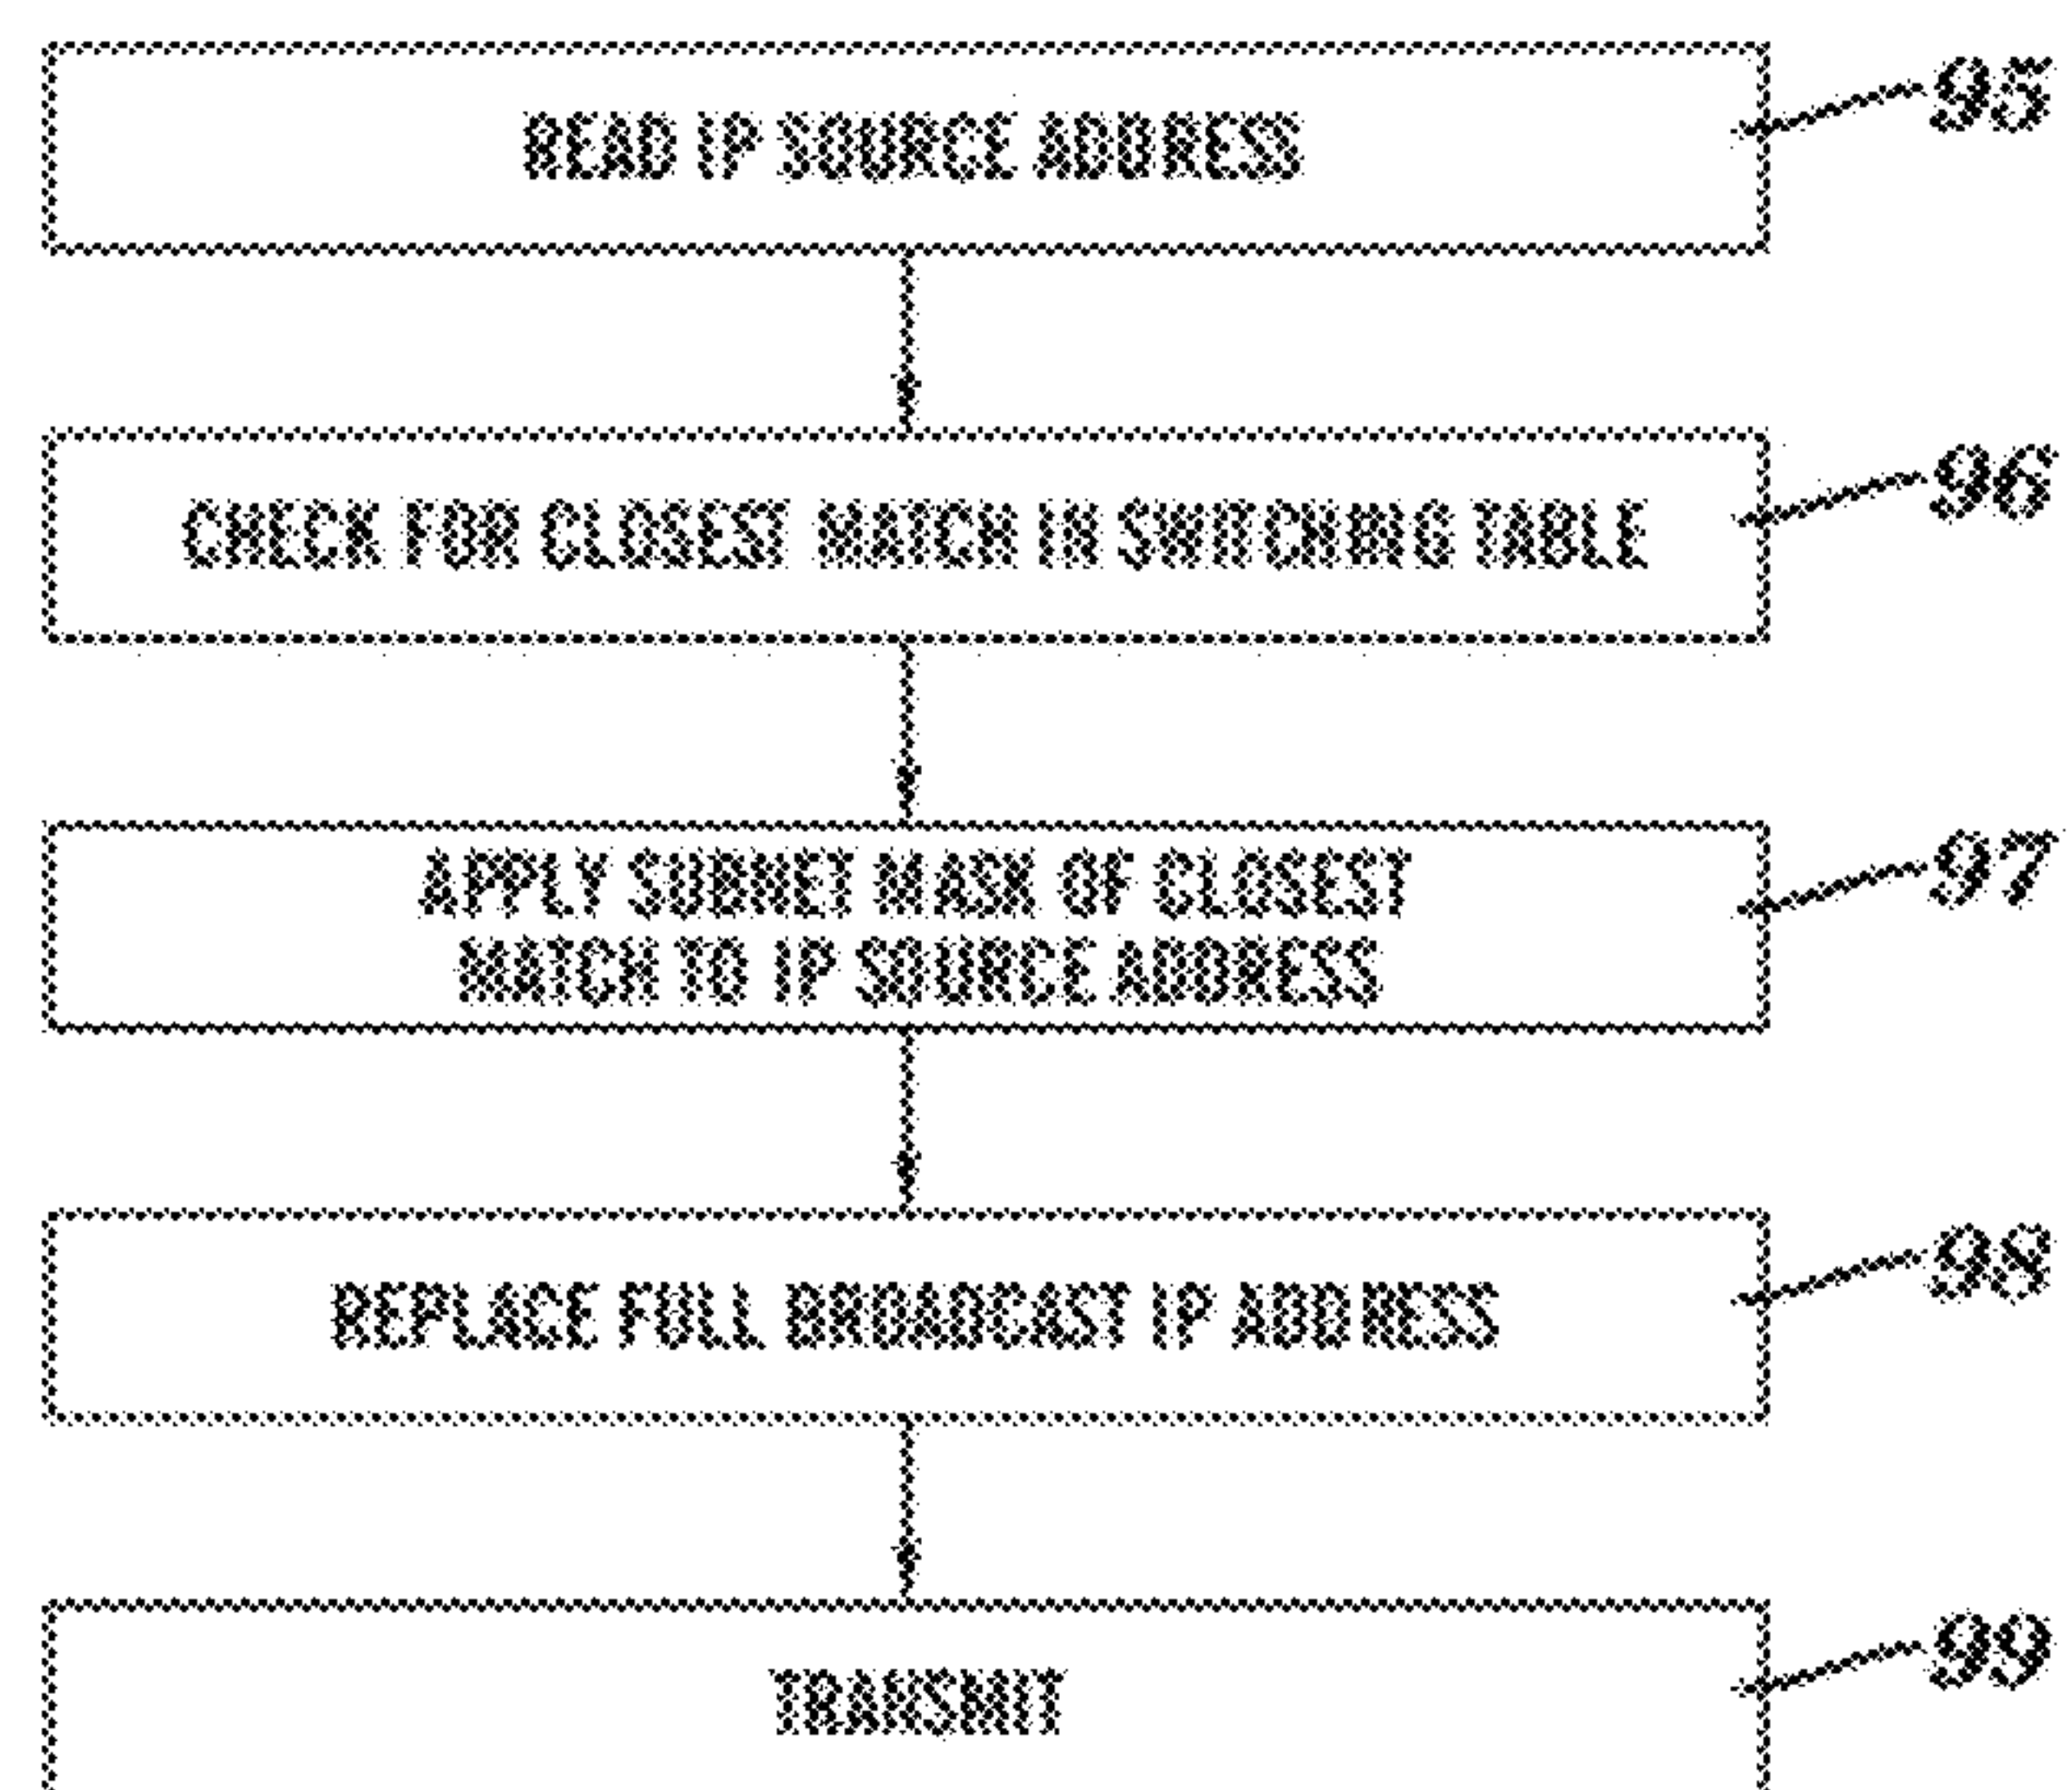 READ IP SOURCE ADDRESS
95
CHECK FOR CLOSEST MATCH IN SWITCHING TABLE
96
APPLY SUBNET MASK OF CLOSEST
MATCH TO IP SOURCE ADDRESS
97
REPLACE FULL BROADCAST IP ADDRESS
98
TRANSMIT
99